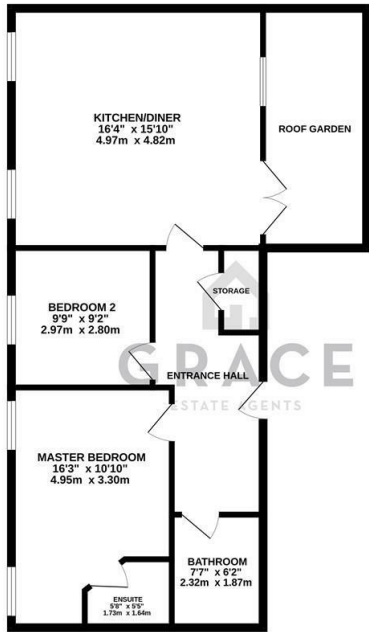 KITCHEN/DINER
16'4" x 15'10"
4.97m x 4.82m
ROOF GARDEN
STORAGE
BEDROOM 2
9'9" x 9'2"
2.97m x 2.80m
GRACE
ESTATE AGENTS
ENTRANCE HALL
MASTER BEDROOM
16'3" x 10'10"
4.95m x 3.30m
BATHROOM
7'7" x 6'2"
2.32m x 1.87m
ENSUITE
5'8" x 5'5"
1.73m x 1.64m